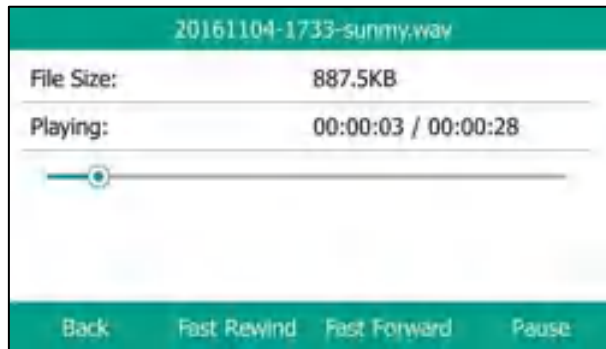 20161104-1733-sunmy.wav
File Size: 887.5KB
Playing: 00:00:03 / 00:00:28
Back Fast Rewind Fast Forward Pause